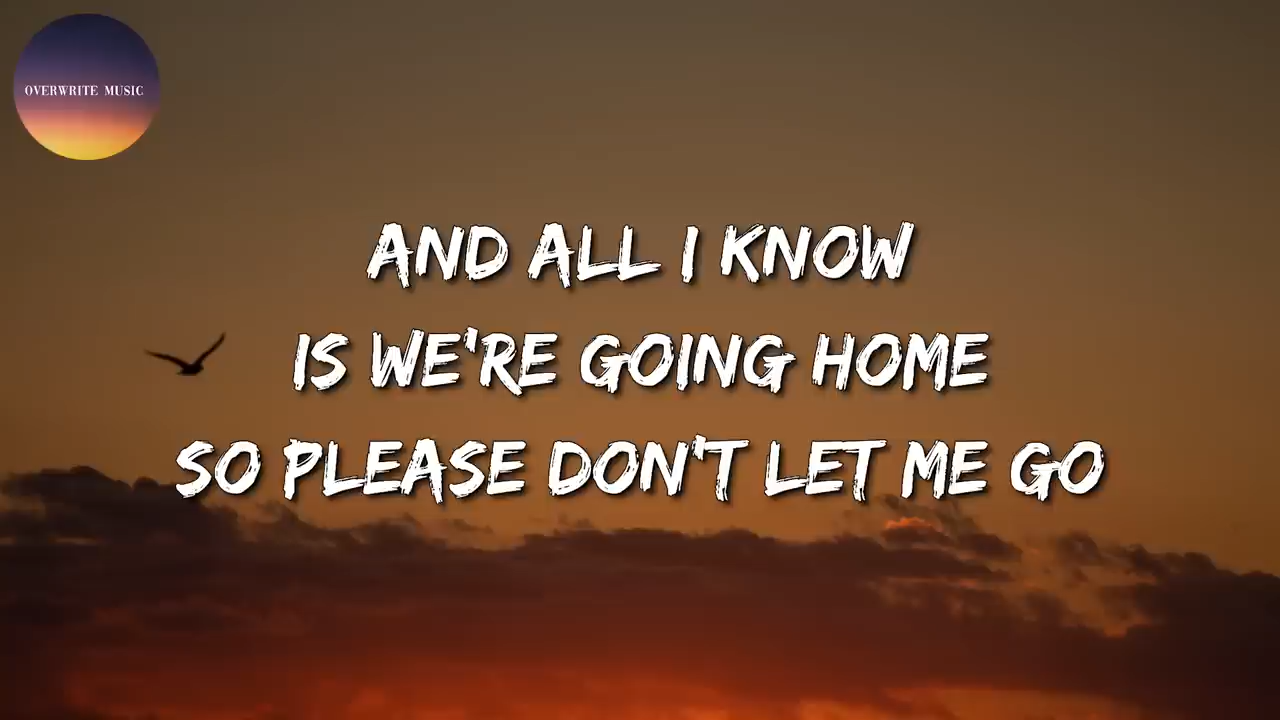 OVERWRITE MUSIC
AND ALL I KNOW
IS WE'RE GOING HOME
SO PLEASE DON'T LET ME GO